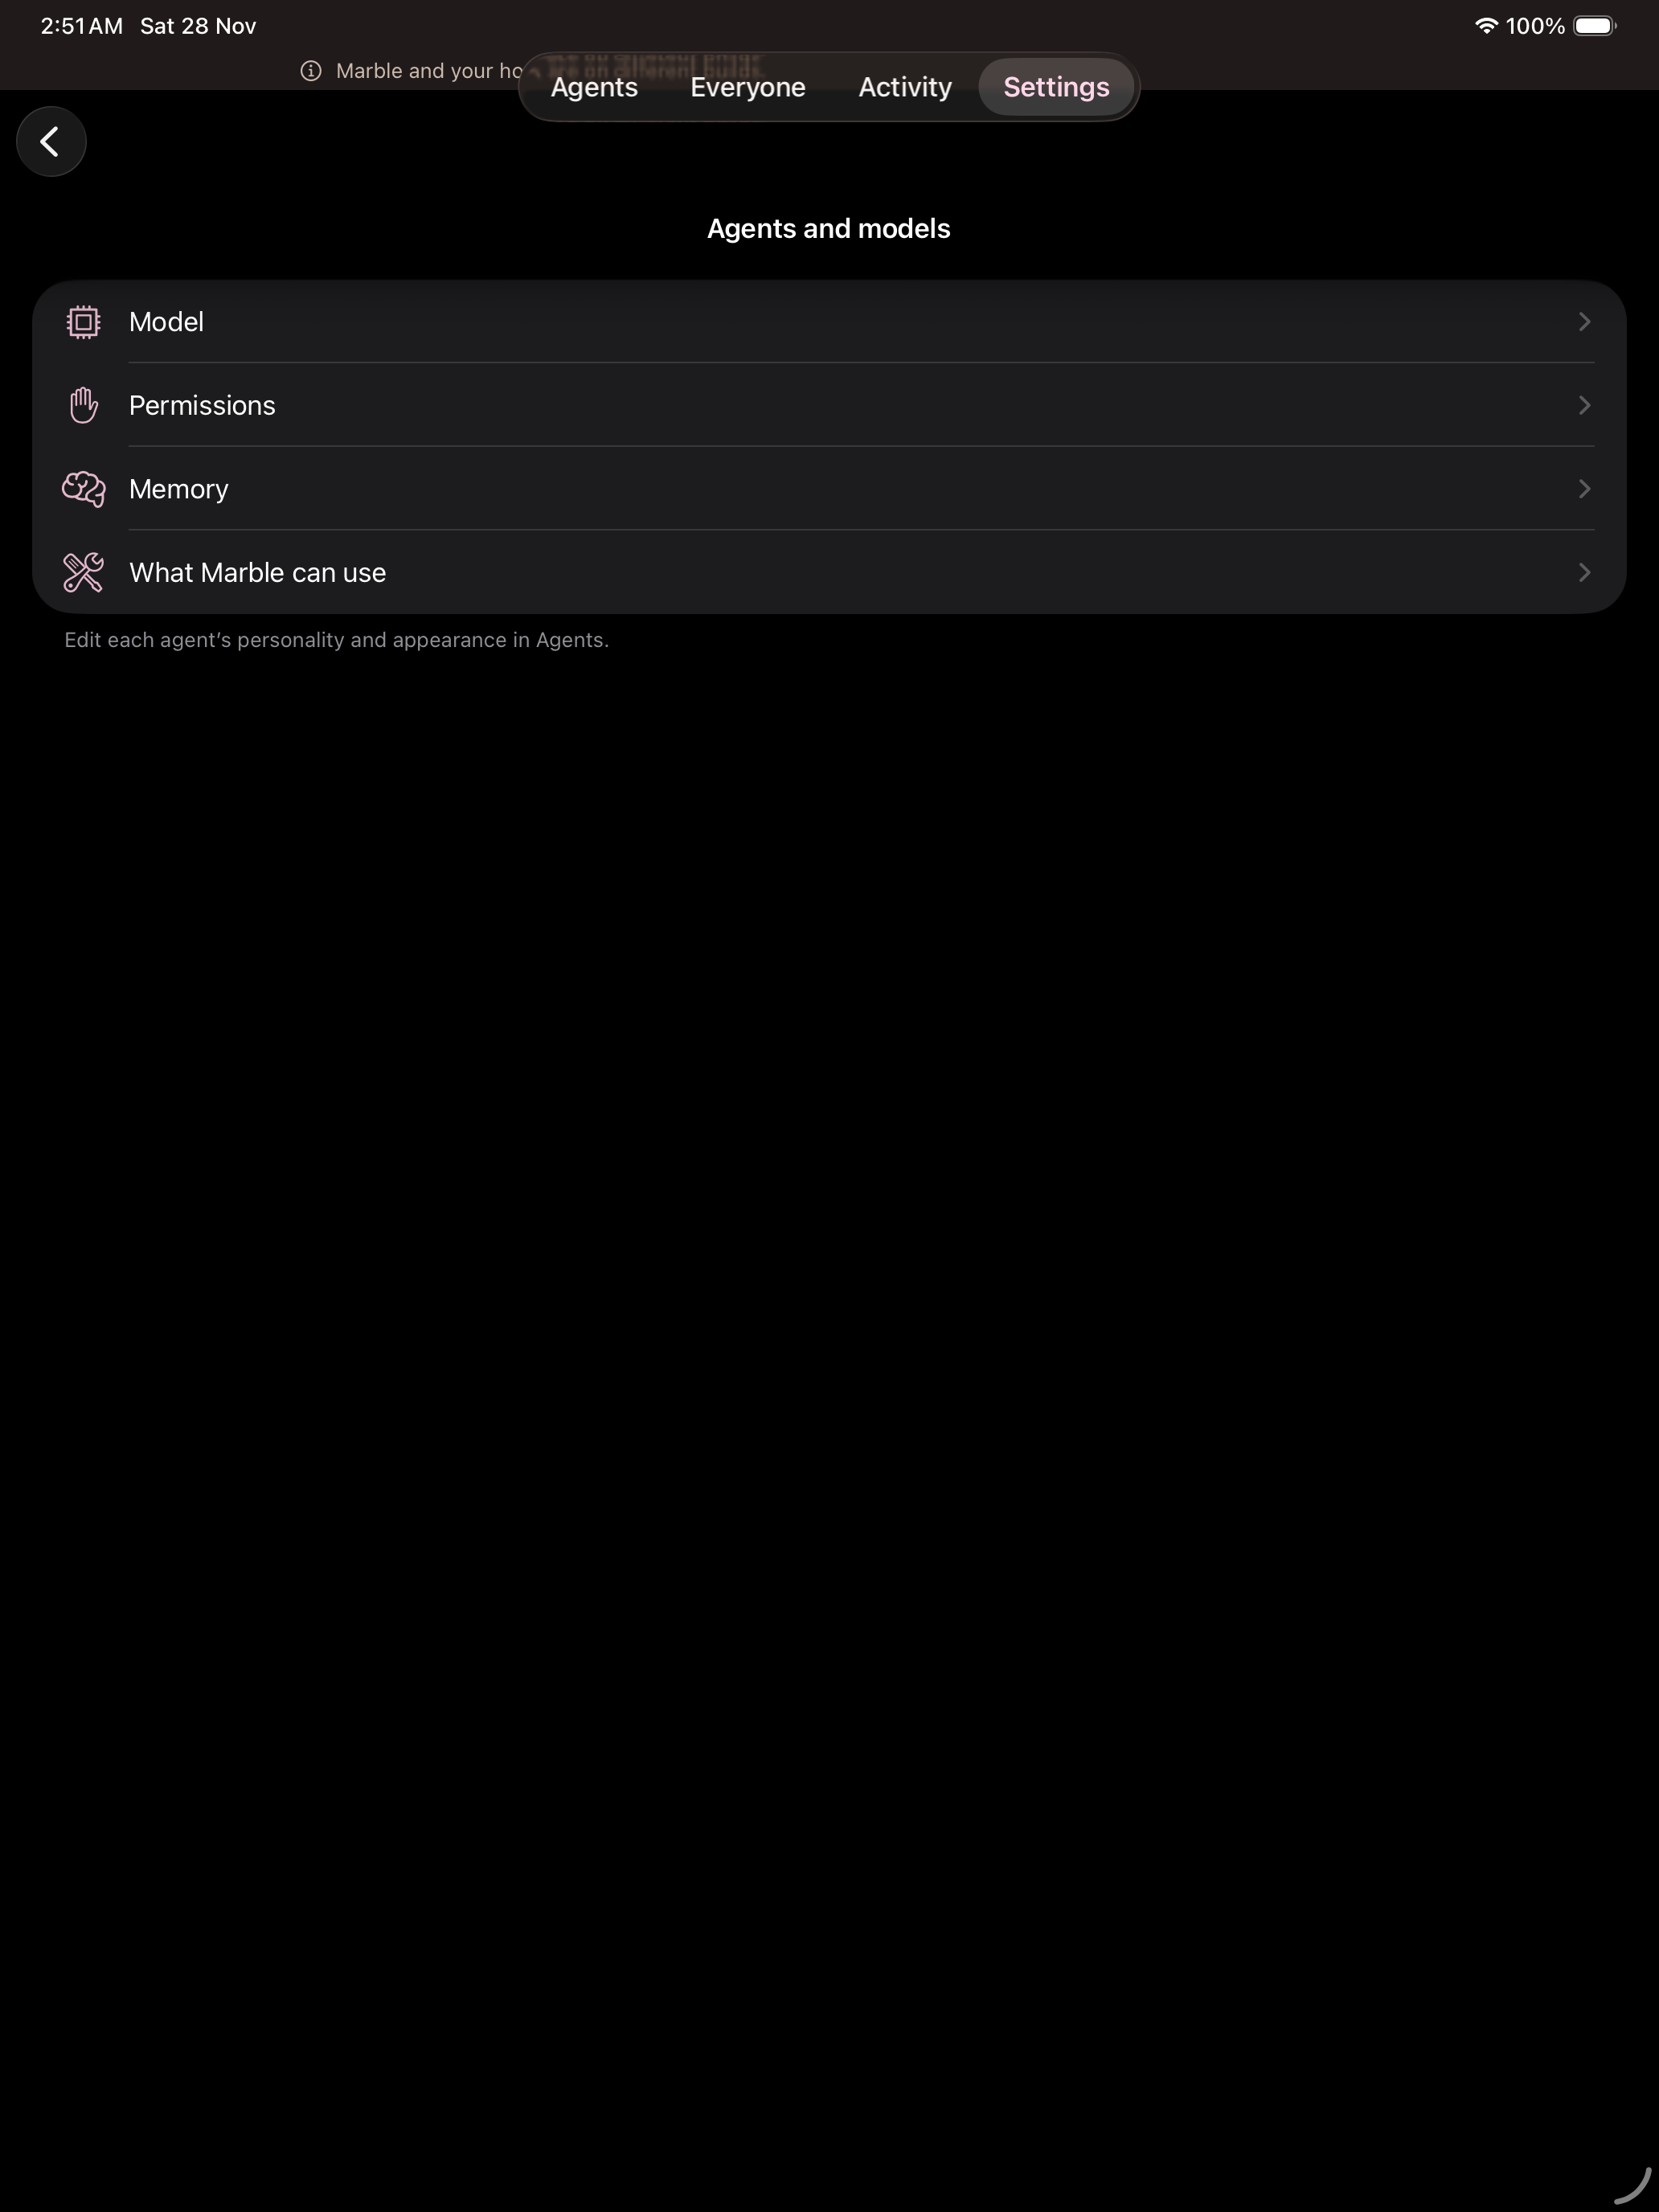 2:51 AM Sat 28 Nov
100%
Marble and your
Agents
Everyone
Activity
Settings
Agents and models
Model
Permissions
Memory
What Marble can use
Edit each agent’s personality and appearance in Agents.